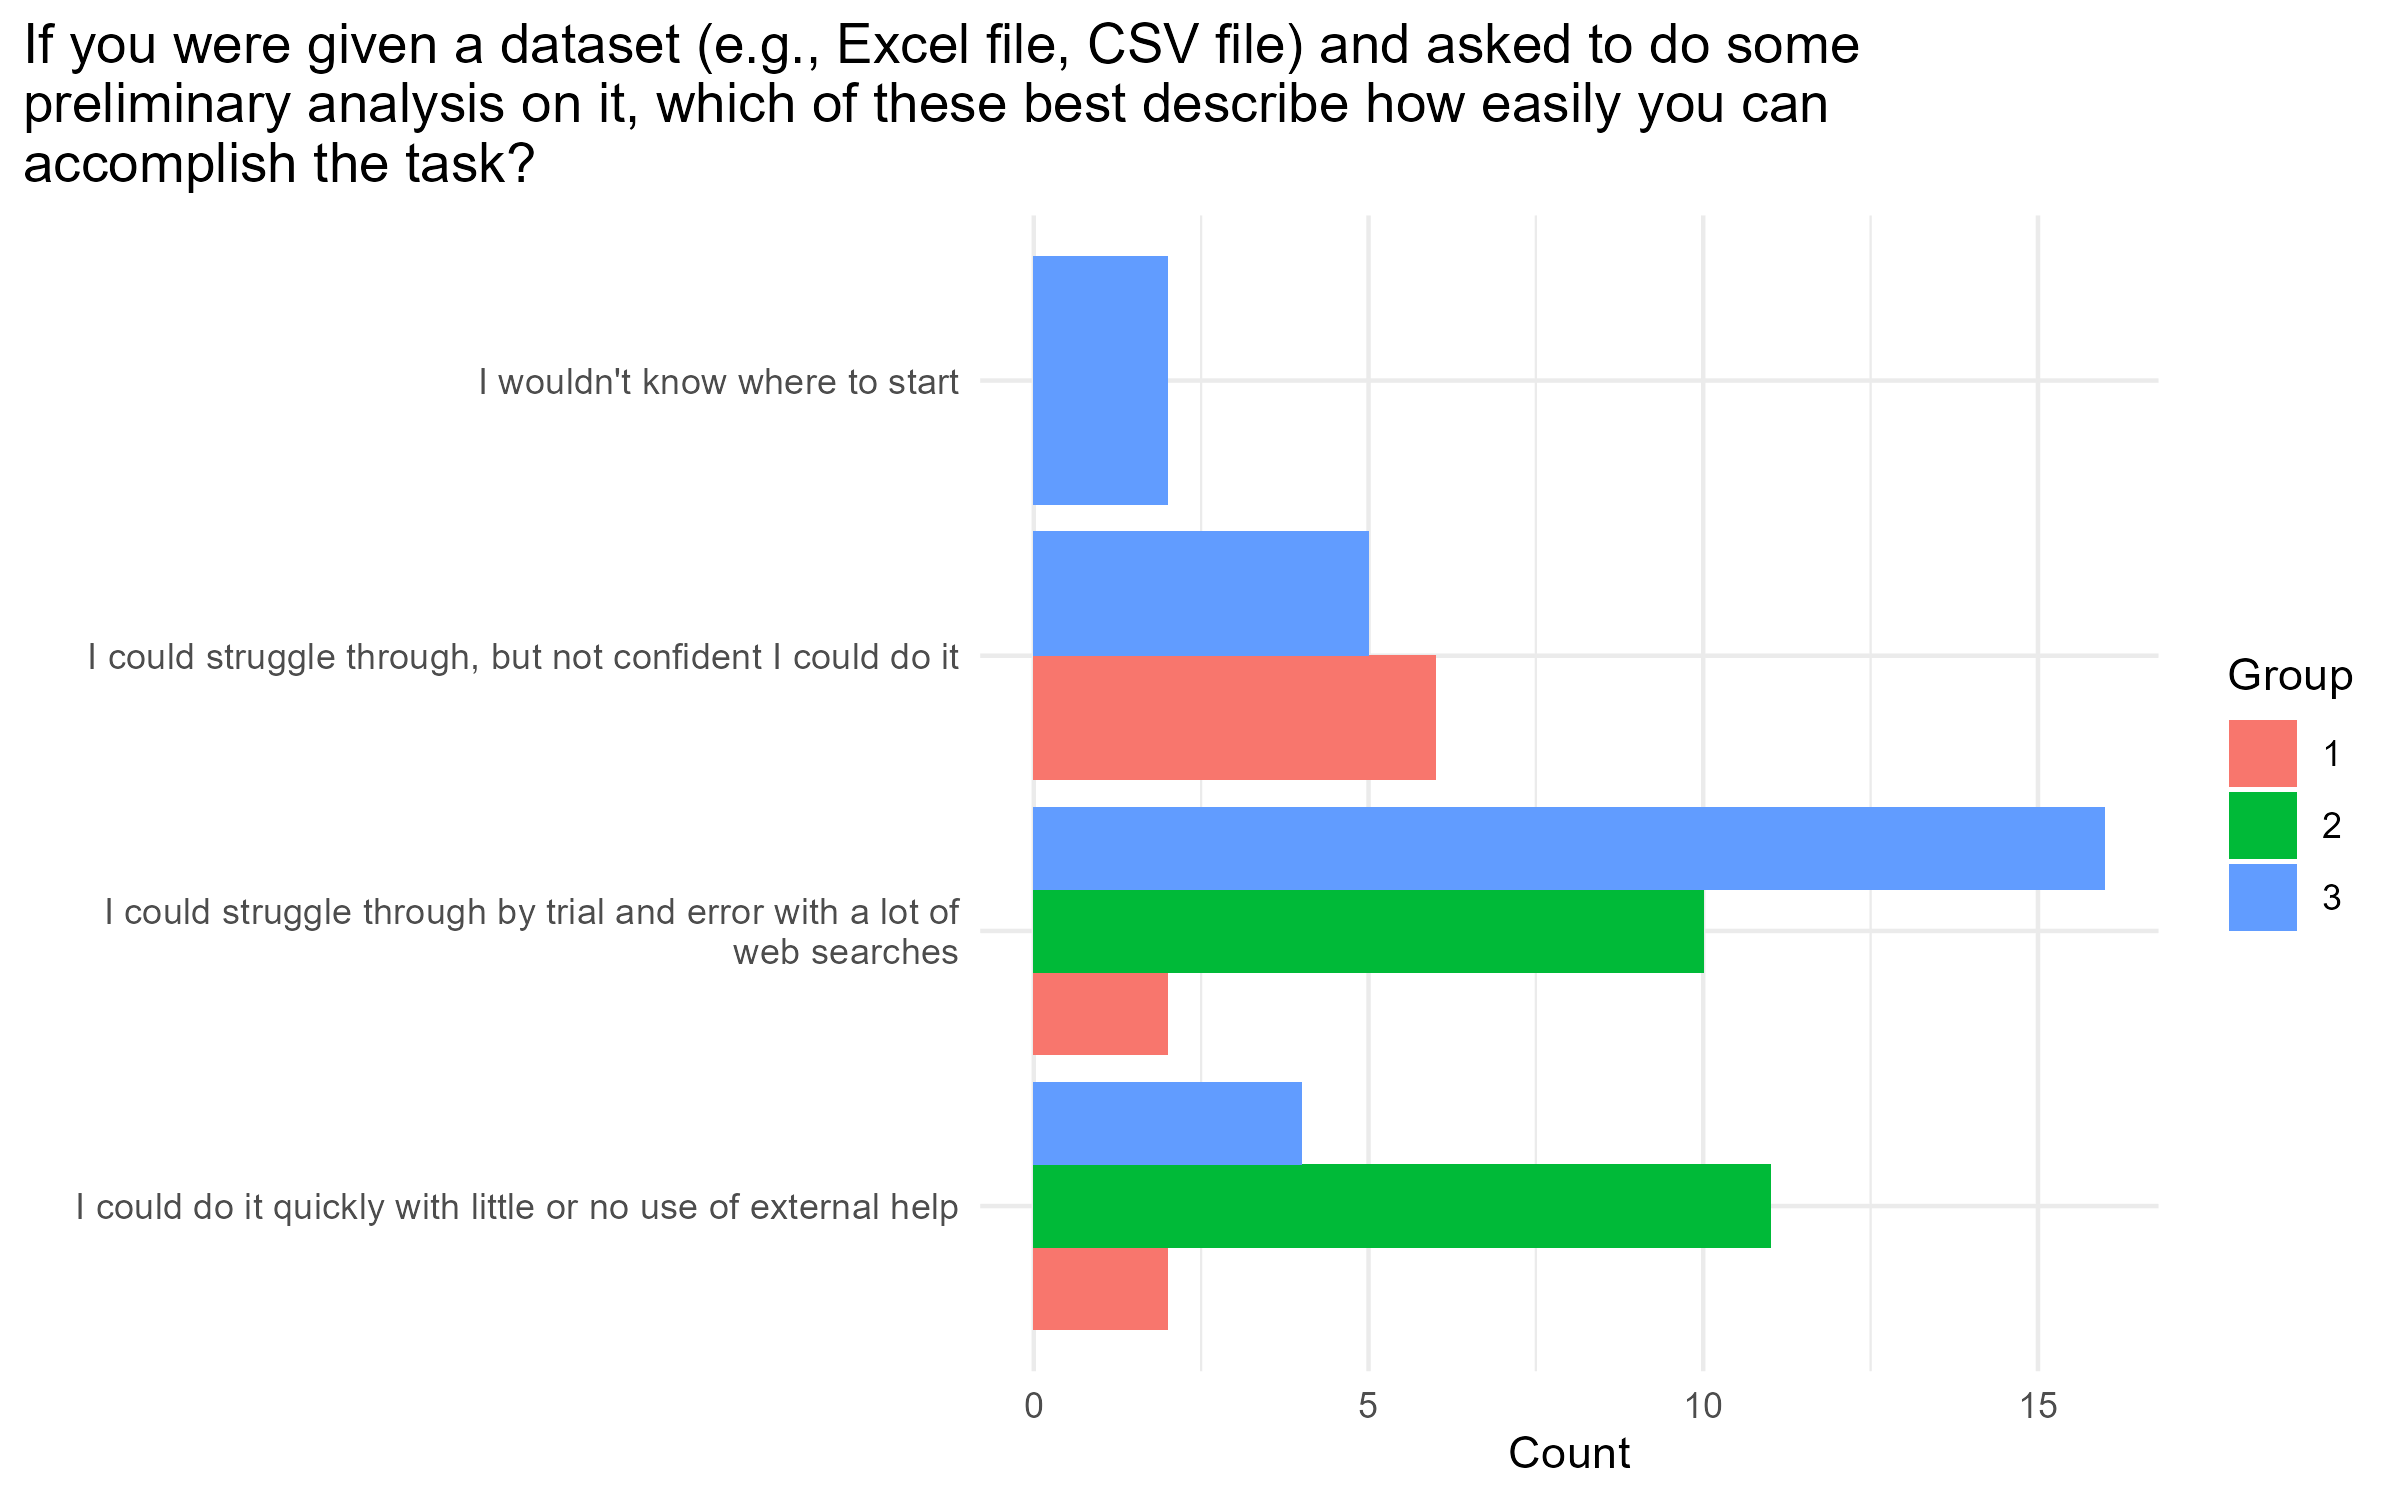 If you were given a dataset (e.g., Excel file, CSV file) and asked to do some
preliminary analysis on it, which of these best describe how easily you can
accomplish the task?
I wouldn't know where to start
I could struggle through, but not confident I could do it
I could struggle through by trial and error with a lot of
web searches
I could do it quickly with little or no use of external help
0 5 10 15
Count
Group
1
2
3